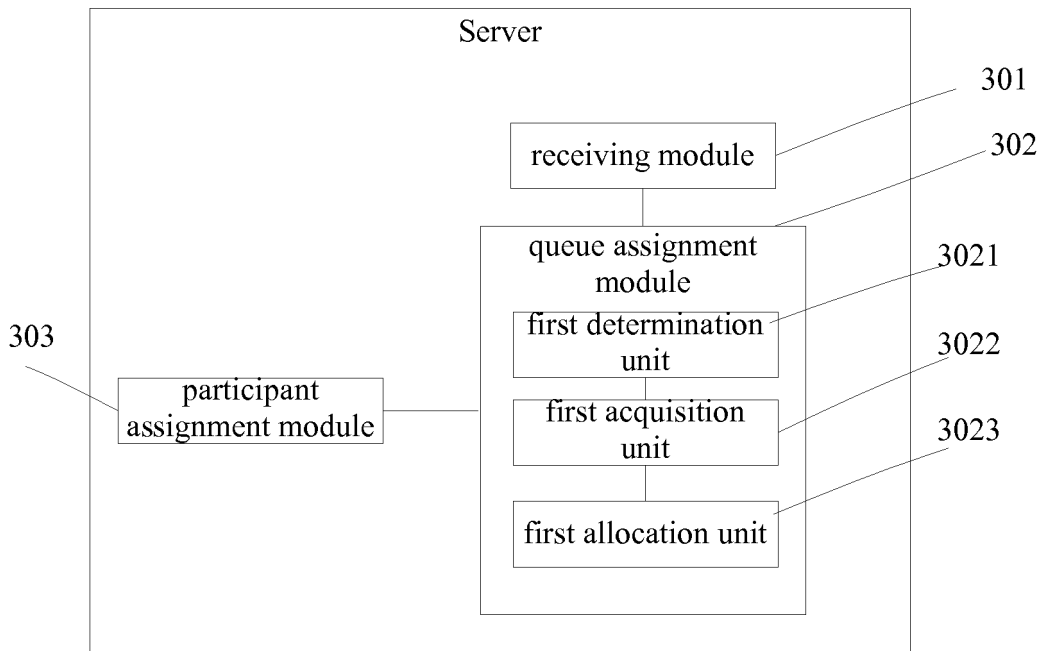 Server
301
receiving module
302
queue assignment
module
3021
first determination
unit
303
3022
participant
assignment module
first acquisition
unit
3023
first allocation unit